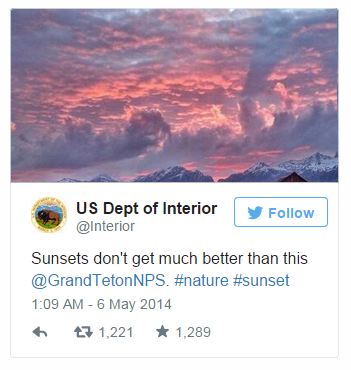 US Dept of Interior
@Interior
Follow
Sunsets don't get much better than this
@GrandTetonNPS. #nature #sunset
1:09 AM - 6 May 2014
1,221 1,289